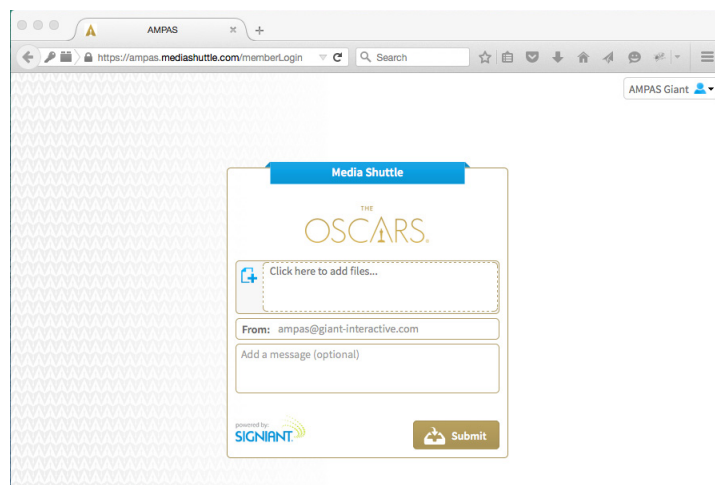 AMPAS
https://ampas.mediashuttle.com/memberLogin
Search
AMPAS Giant
Media Shuttle
THE
OSCARS.
Click here to add files...
From: ampas@giant-interactive.com
Add a message (optional)
powered by:
SIGNIANT
Submit